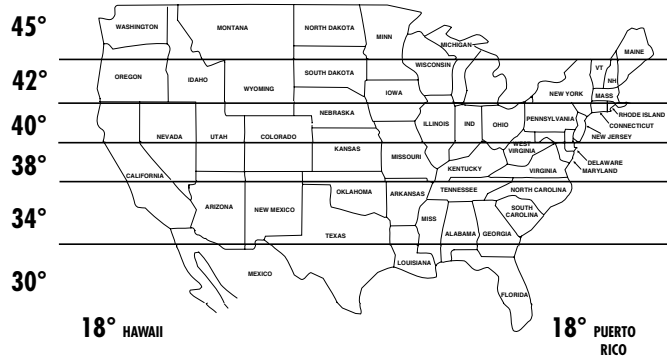 45°
WASHINGTON
MONTANA
NORTH DAKOTA
MINN
MICHIGAN
MAINE
WISCONSIN
VT
NH
42°
OREGON
IDAHO
WYOMING
SOUTH DAKOTA
IOWA
NEW YORK
MASS
RHODE ISLAND
CONNECTICUT
40°
NEVADA
UTAH
COLORADO
NEBRASKA
KANSAS
ILLINOIS
IND
OHIO
PENNSYLVANIA
NEW JERSEY
WEST
VIRGINIA
38°
CALIFORNIA
MISSOURI
KENTUCKY
VIRGINIA
DELAWARE
MARYLAND
34°
ARIZONA
NEW MEXICO
OKLAHOMA
TEXAS
ARKANSAS
TENNESSEE
NORTH CAROLINA
SOUTH
CAROLINA
MISS
ALABAMA
GEORGIA
30°
MEXICO
LOUISIANA
FLORIDA
18° HAWAII
18° PUERTO
RICO